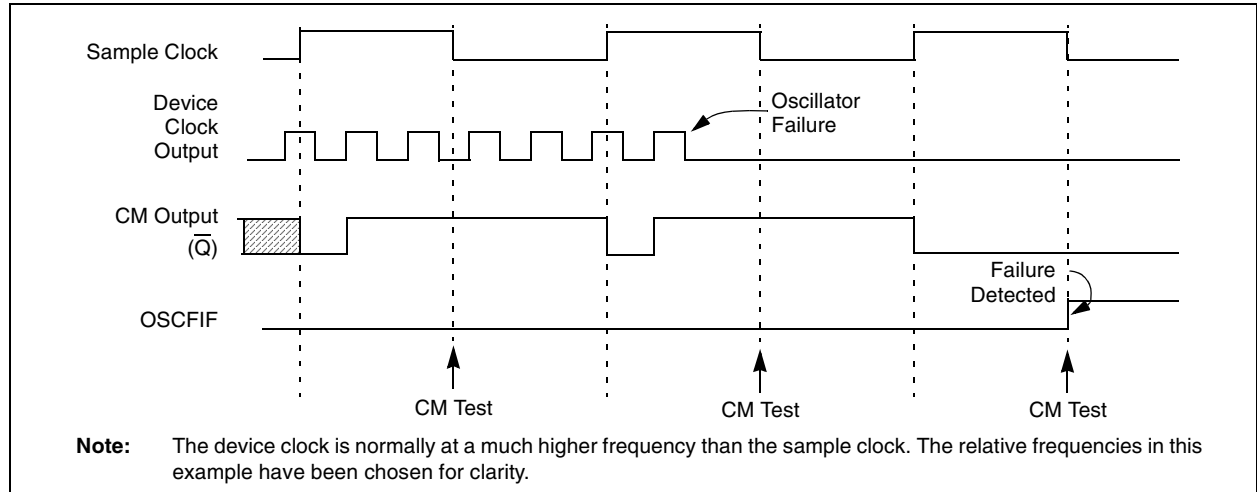 Sample Clock
Device
Clock
Output
Oscillator
Failure
CM Output
(Q̅)
Failure
Detected
OSCFIF
CM Test
CM Test
CM Test
Note: The device clock is normally at a much higher frequency than the sample clock. The relative frequencies in this
example have been chosen for clarity.